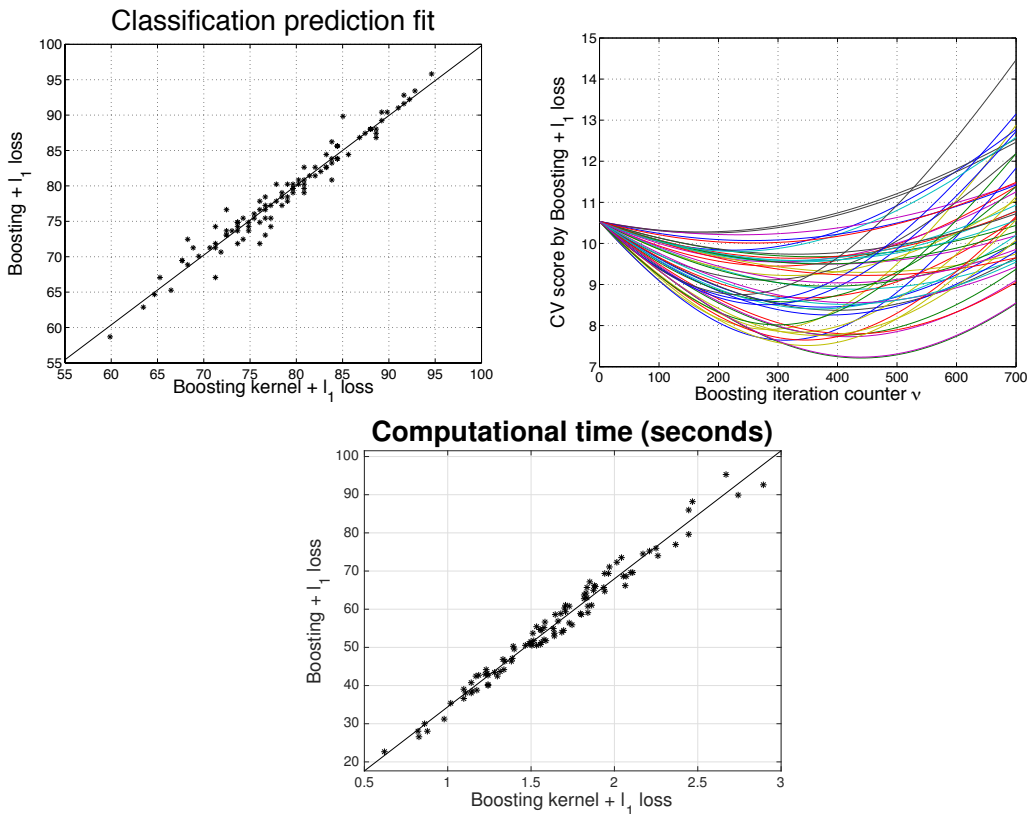 Classification prediction fit
100
95
90
85
80
75
70
65
60
55
Boosting + l₁ loss
55 60 65 70 75 80 85 90 95 100
Boosting kernel + l₁ loss
15
14
13
12
11
10
9
8
7
CV score by Boosting + l₁ loss
0 100 200 300 400 500 600 700
Boosting iteration counter ν
Computational time (seconds)
100
90
80
70
60
50
40
30
20
Boosting + l₁ loss
0.5 1 1.5 2 2.5 3
Boosting kernel + l₁ loss